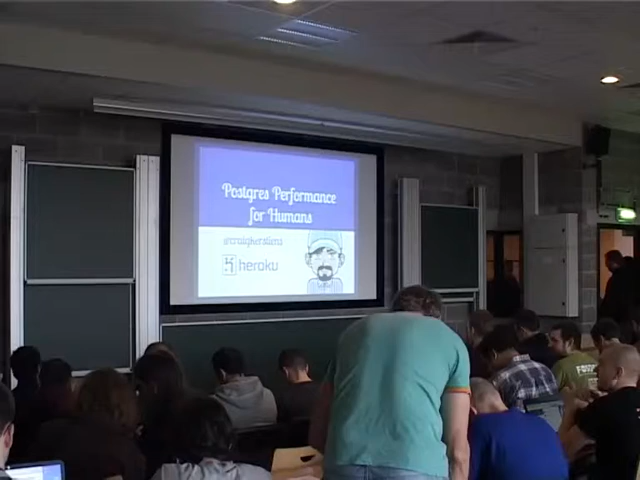 Postgres Performance
for Humans
@craigkerstiens
heroku